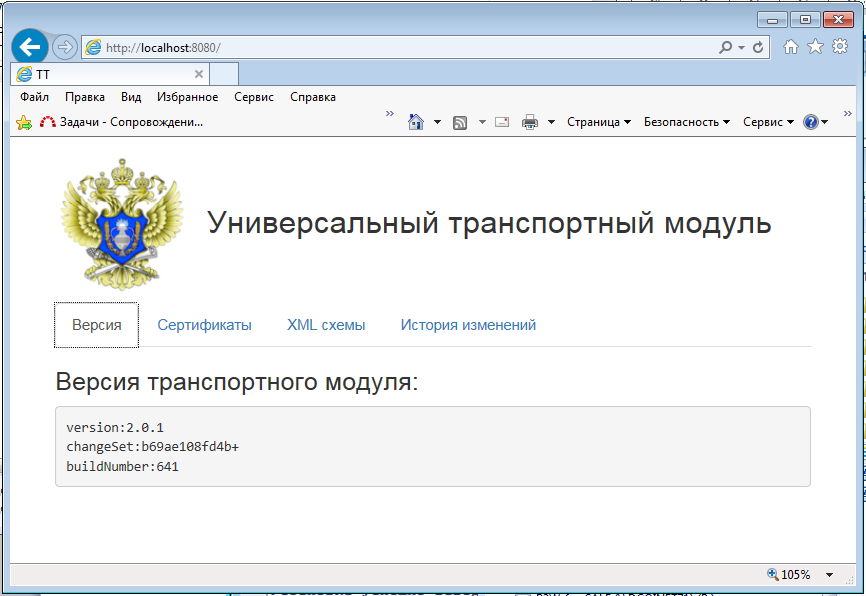 http://localhost:8080/
TT
Файл Правка Вид Избранное Сервис Справка
Задачи - Сопровождени...
Страница Безопасность Сервис
Универсальный транспортный модуль
Версия Сертификаты XML схемы История изменений
Версия транспортного модуля:
version:2.0.1
changeSet:b69ae108fd4b+
buildNumber:641
105%